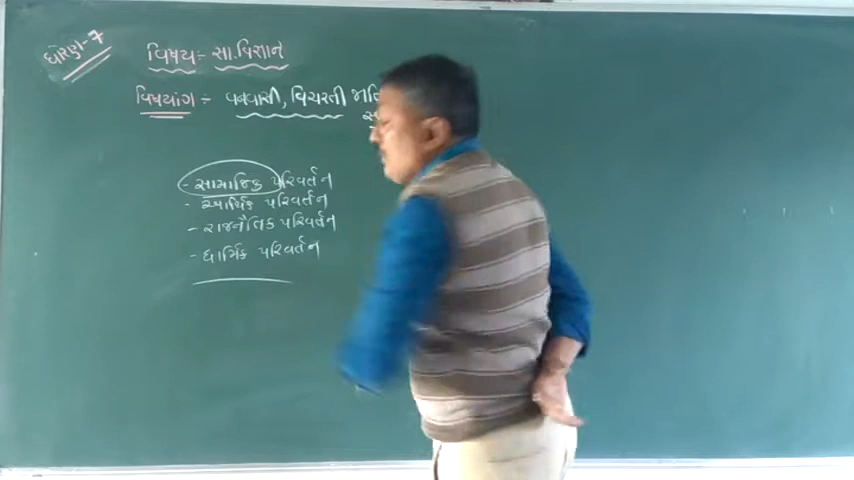 ધોરણ-7
વિષય :- સા.વિજ્ઞાન
વિષયાંગ :- વનવાસી, વિચરતી જાતિ
- સામાજિક પરિવર્તન
- આર્થિક પરિવર્તન
- રાજનૈતિક પરિવર્તન
- ધાર્મિક પરિવર્તન